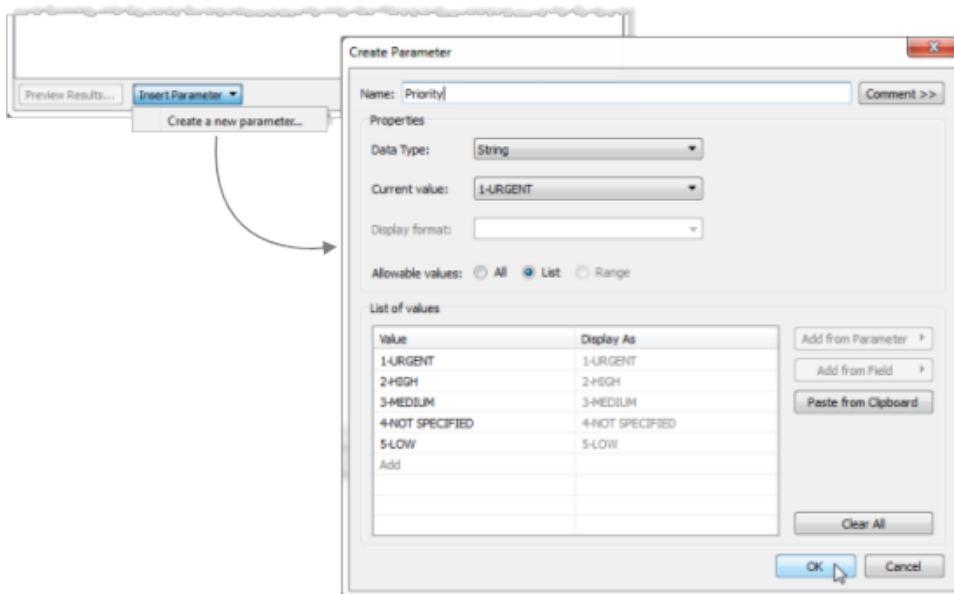 Preview Results...
Insert Parameter
Create a new parameter...
Create Parameter
Name: Priority
Comment >>
Properties
Data Type: String
Current value: 1-URGENT
Display format:
Allowable values: All List Range
List of values
Value Display As
1-URGENT 1-URGENT
2-HIGH 2-HIGH
3-MEDIUM 3-MEDIUM
4-NOT SPECIFIED 4-NOT SPECIFIED
5-LOW 5-LOW
Add
Add from Parameter
Add from Field
Paste from Clipboard
Clear All
OK Cancel